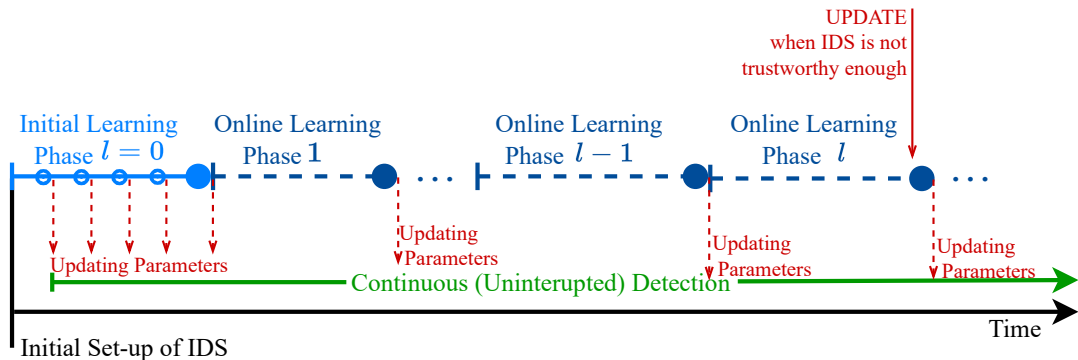 UPDATE
when IDS is not
trustworthy enough
Initial Learning
Phase l = 0
Online Learning
Phase 1
Online Learning
Phase l − 1
Online Learning
Phase l
...
...
Updating Parameters
Updating
Parameters
Updating
Parameters
Updating
Parameters
Continuous (Uninterupted) Detection
Time
Initial Set-up of IDS